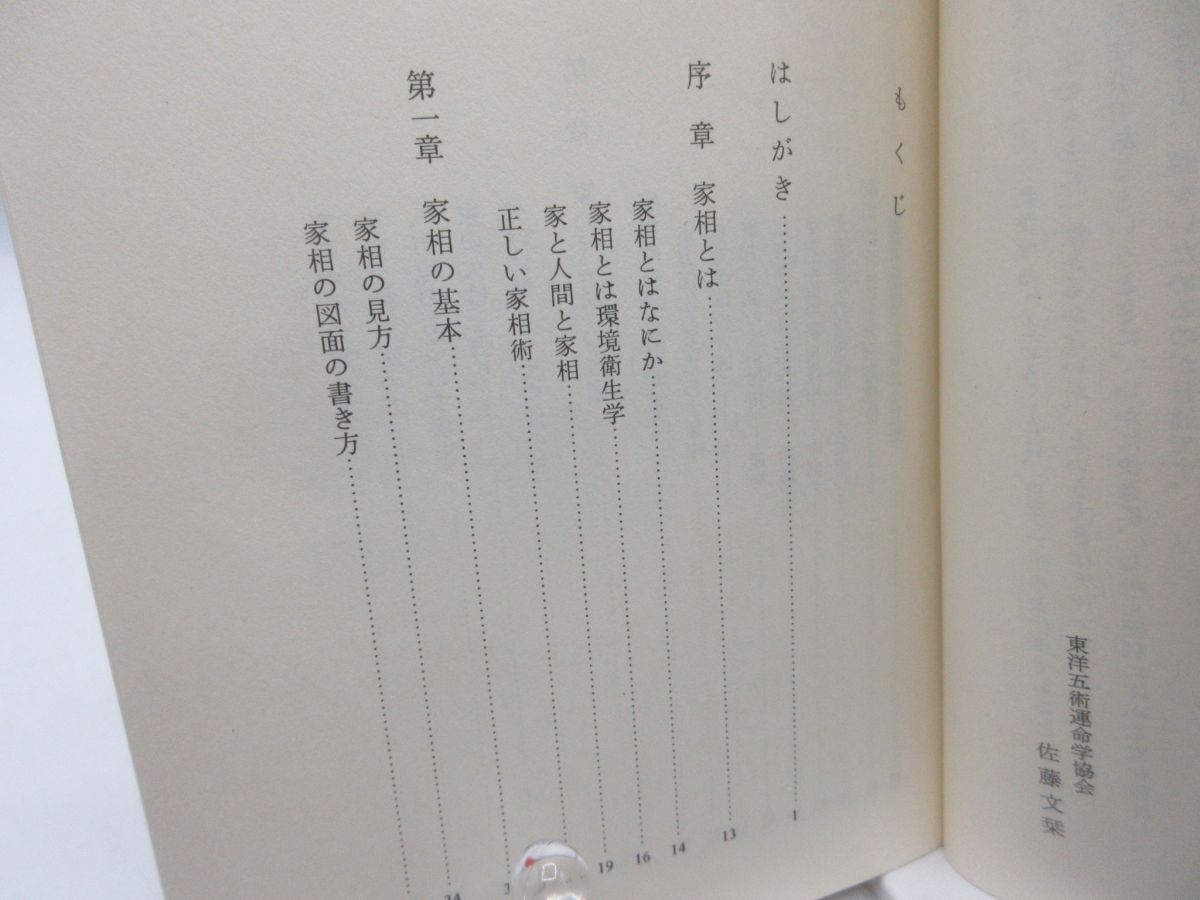 東洋五術運命学協会
佐藤文栞
もくじ
はしがき……1
序章 家相とは……13
家相とはなにか……14
家相とは環境衛生学……16
家と人間と家相……19
正しい家相術……
第一章 家相の基本……
家相の見方……
家相の図面の書き方……